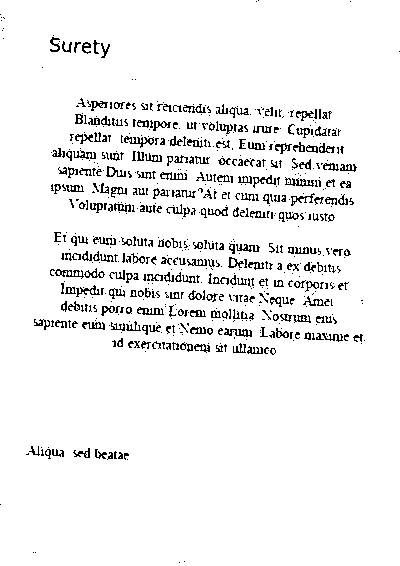 Surety
Asperiores sit reiciendis aliqua. Velit, repellat
Blanditiis tempore, ut voluptas irure. Cupidatat
repellat, tempora deleniti est, Eum reprehenderit
aliquam sunt. Illum pariatur, occaecat sit. Sed veniam
sapiente Duis sint enim. Autem impedit minim et ea
ipsum. Magni aut pariatur? At et cum quia perferendis
Voluptatum aute culpa quod deleniti quos iusto
Et qui eum soluta nobis soluta quam. Sit minus vero
incididunt labore accusamus. Deleniti a ex debitis
commodo culpa incididunt. Incidunt et in corporis et
Impedit qui nobis sint dolore vitae Neque. Amet
debitis porro enim Lorem mollitia. Nostrum eius
sapiente eum similique et Nemo earum. Labore maxime et
id exercitationem sit ullamco
Aliqua, sed beatae